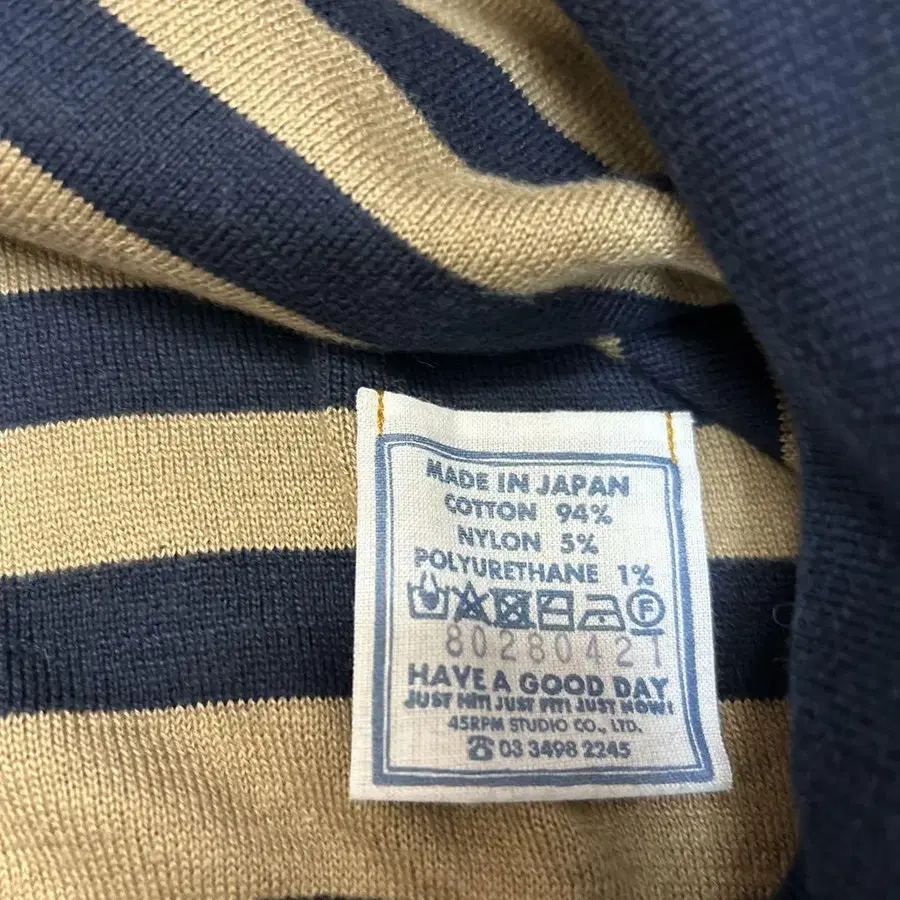 MADE IN JAPAN
COTTON 94%
NYLON 5%
POLYURETHANE 1%
F
80280421
HAVE A GOOD DAY
JUST HIT! JUST FIT! JUST NOW!
45RPM STUDIO CO., LTD.
☎ 03 3498 2245